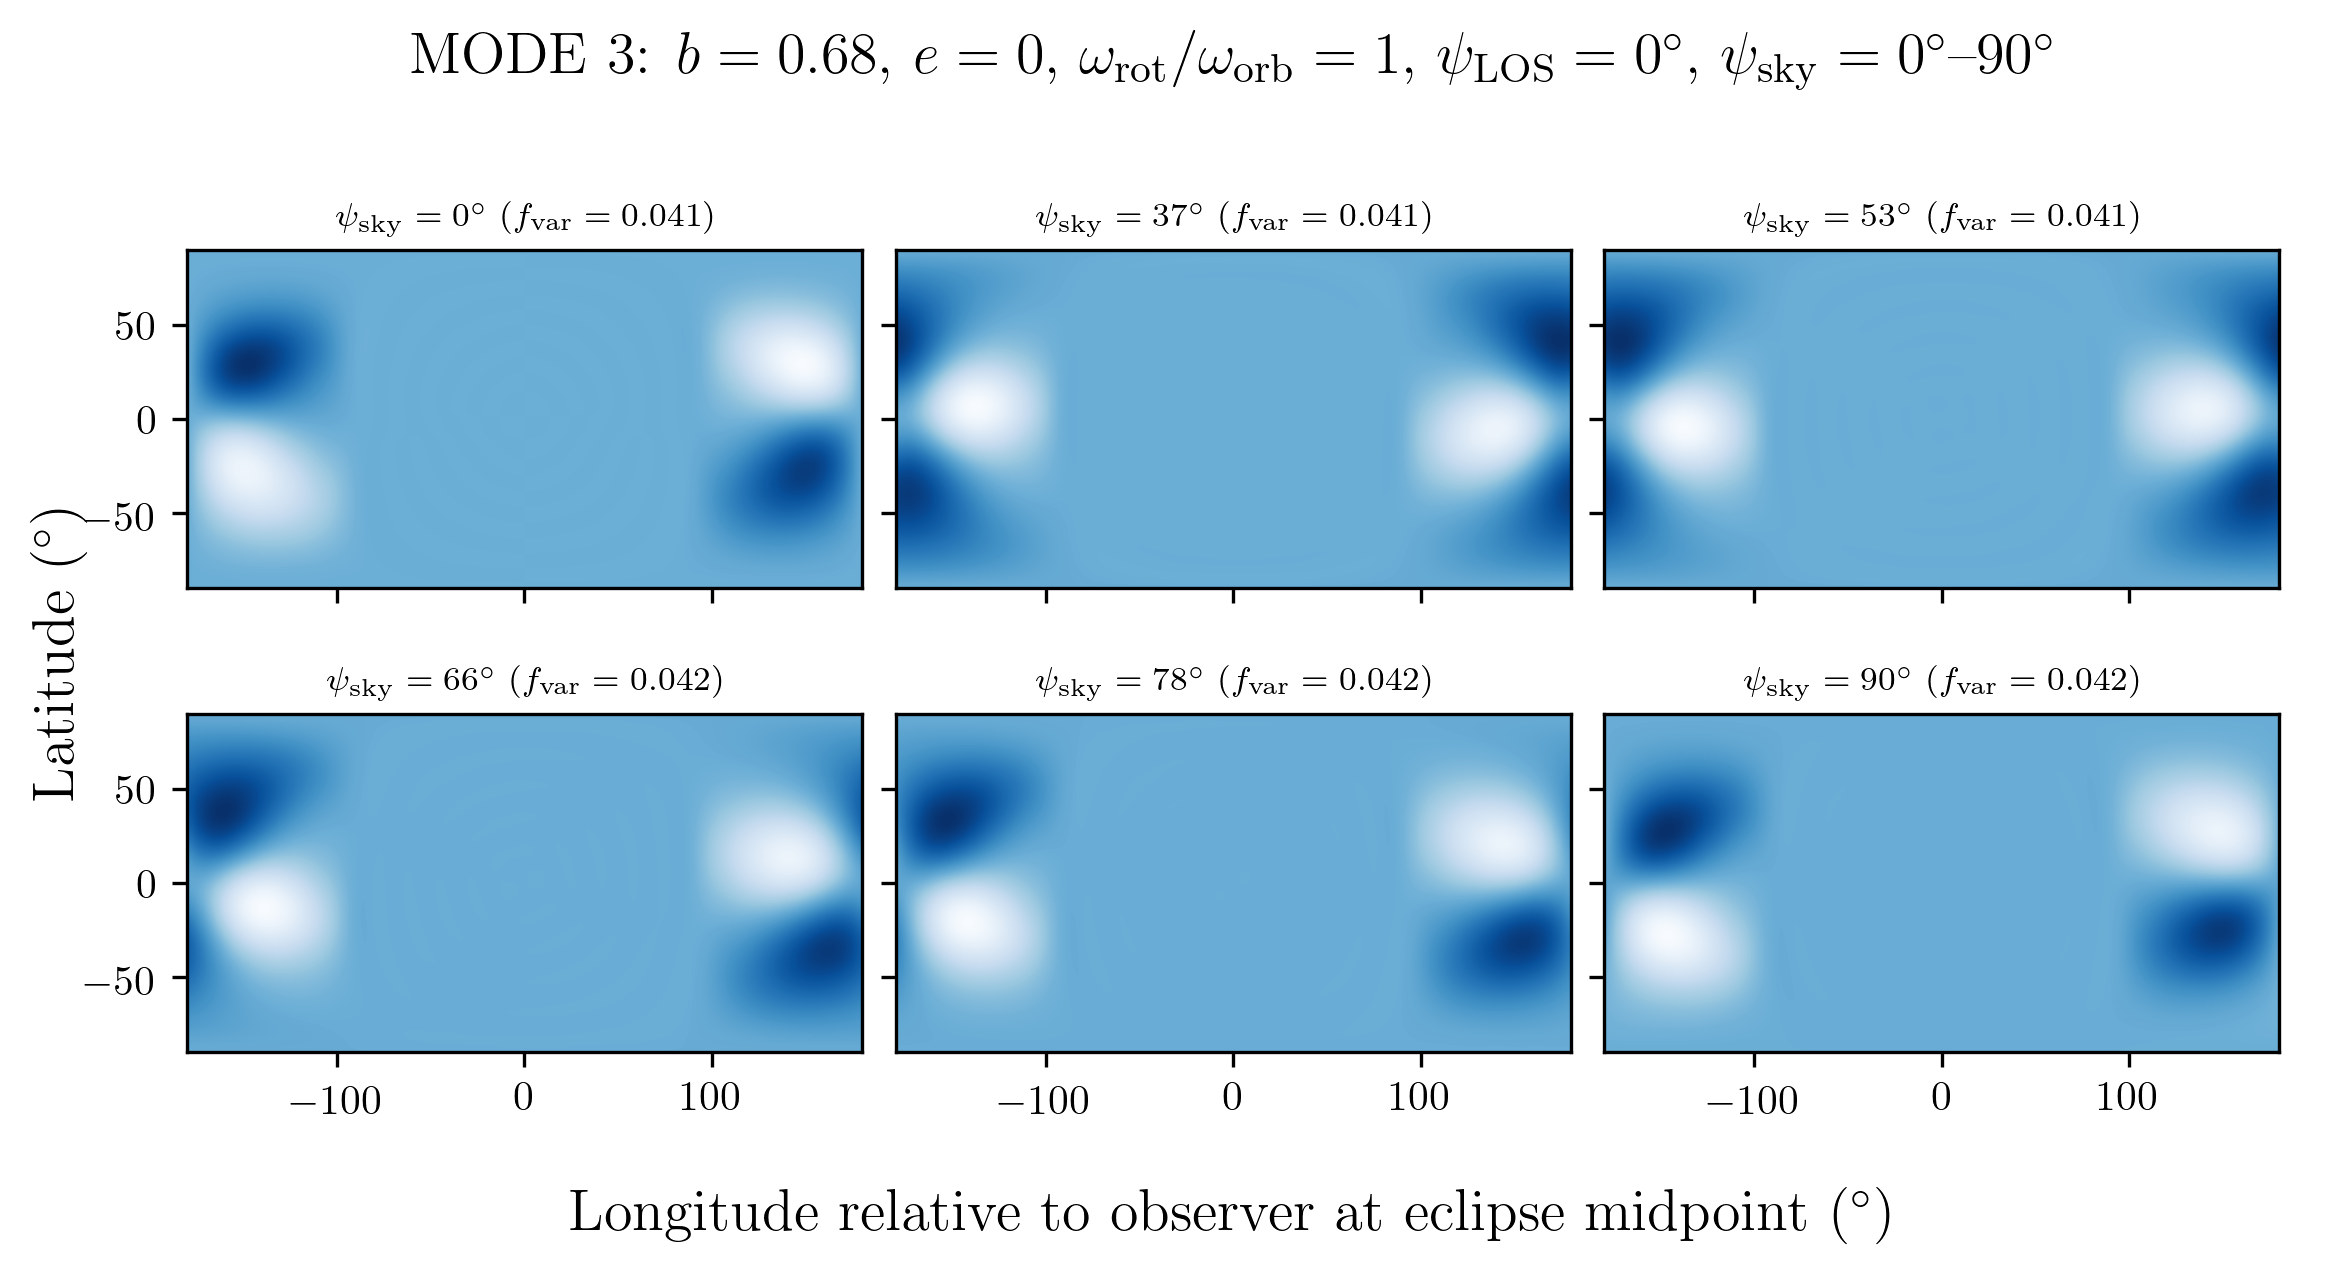 MODE 3: b = 0.68, e = 0, ω_rot/ω_orb = 1, ψ_LOS = 0°, ψ_sky = 0°–90°
ψ_sky = 0° (f_var = 0.041)
ψ_sky = 37° (f_var = 0.041)
ψ_sky = 53° (f_var = 0.041)
50
0
−50
ψ_sky = 66° (f_var = 0.042)
ψ_sky = 78° (f_var = 0.042)
ψ_sky = 90° (f_var = 0.042)
50
0
−50
−100 0 100
−100 0 100
−100 0 100
Latitude (°)
Longitude relative to observer at eclipse midpoint (°)